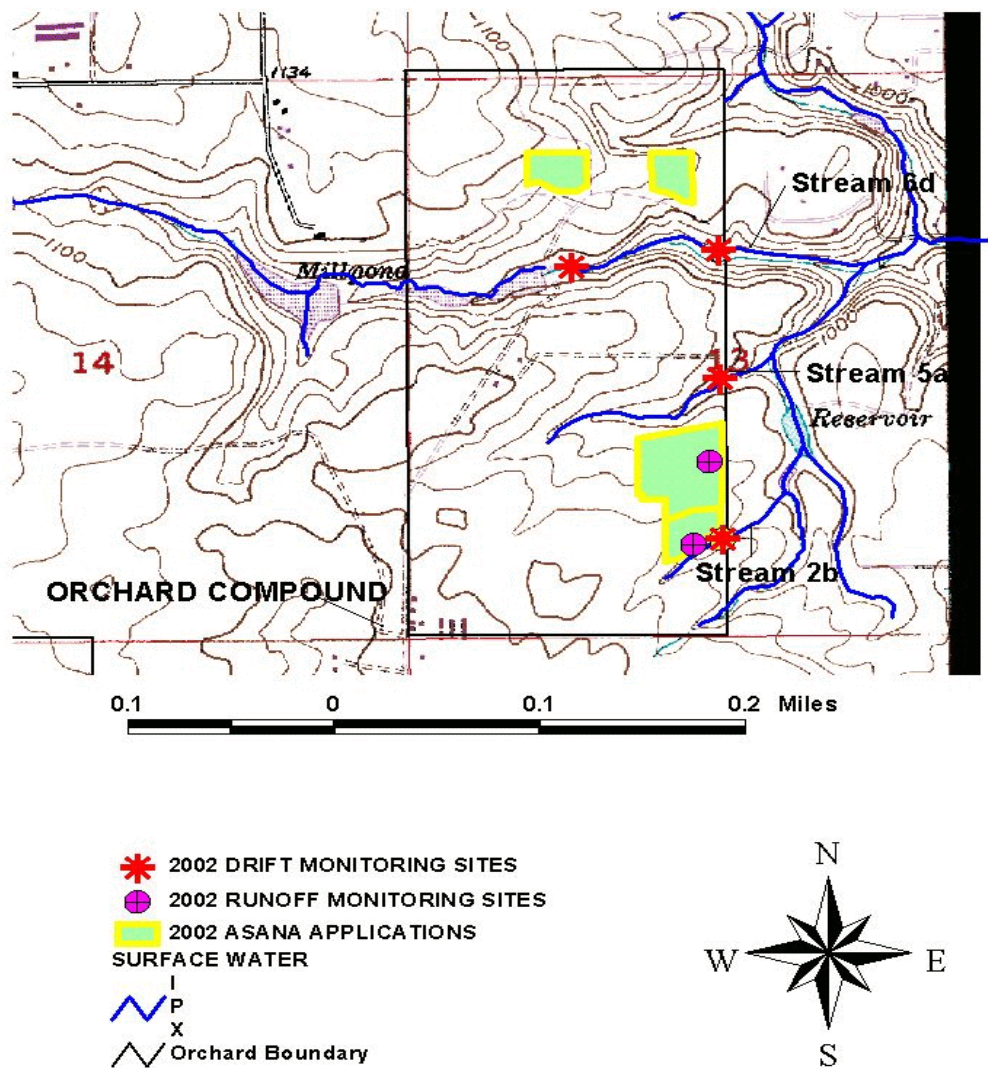 1100
1134
1000
Stream 6d
1100
Millpond
14
13
1000
Stream 5a
Reservoir
Stream 2b
ORCHARD COMPOUND
0.1 0 0.1 0.2 Miles
2002 DRIFT MONITORING SITES
2002 RUNOFF MONITORING SITES
2002 ASANA APPLICATIONS
SURFACE WATER
I
P
X
Orchard Boundary
N
W E
S